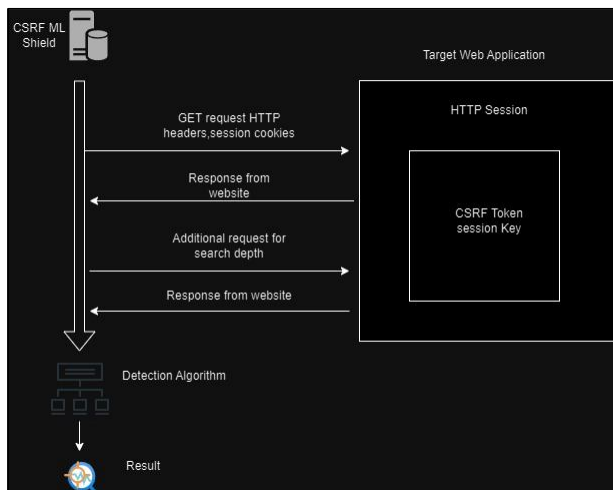 CSRF ML
Shield
Target Web Application
GET request HTTP
headers,session cookies
HTTP Session
Response from
website
CSRF Token
session Key
Additional request for
search depth
Response from website
Detection Algorithm
Result